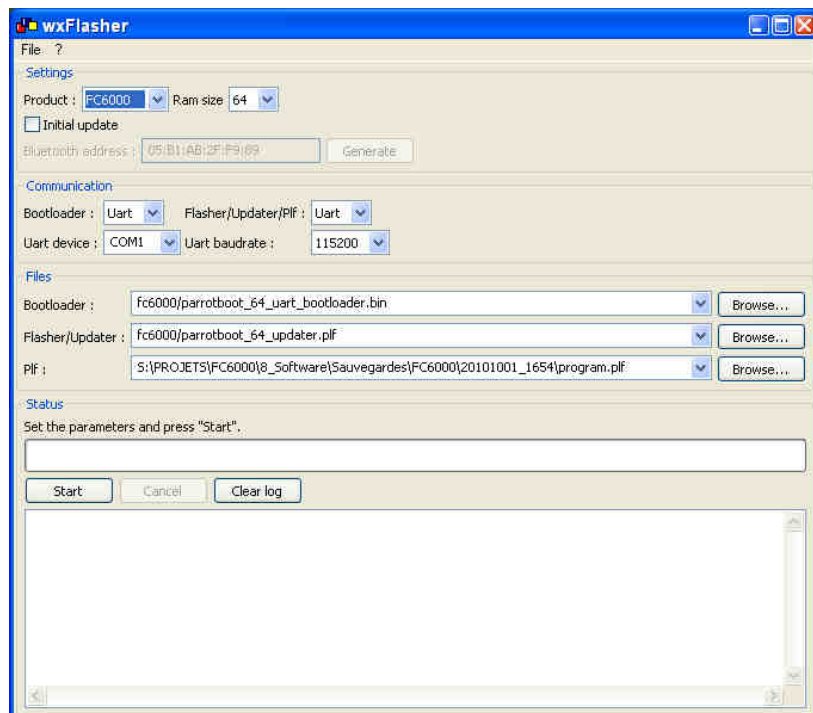 wxFlasher
File ?
Settings
Product : FC6000 Ram size 64
Initial update
Bluetooth address : 05:B1:AB:2F:F9:89 Generate
Communication
Bootloader : Uart Flasher/Updater/Plf : Uart
Uart device : COM1 Uart baudrate : 115200
Files
Bootloader : fc6000/parrotboot_64_uart_bootloader.bin Browse...
Flasher/Updater : fc6000/parrotboot_64_updater.plf Browse...
Plf : S:\PROJETS\FC6000\8_Software\Sauvegardes\FC6000\20101001_1654\program.plf Browse...
Status
Set the parameters and press "Start".
Start Cancel Clear log